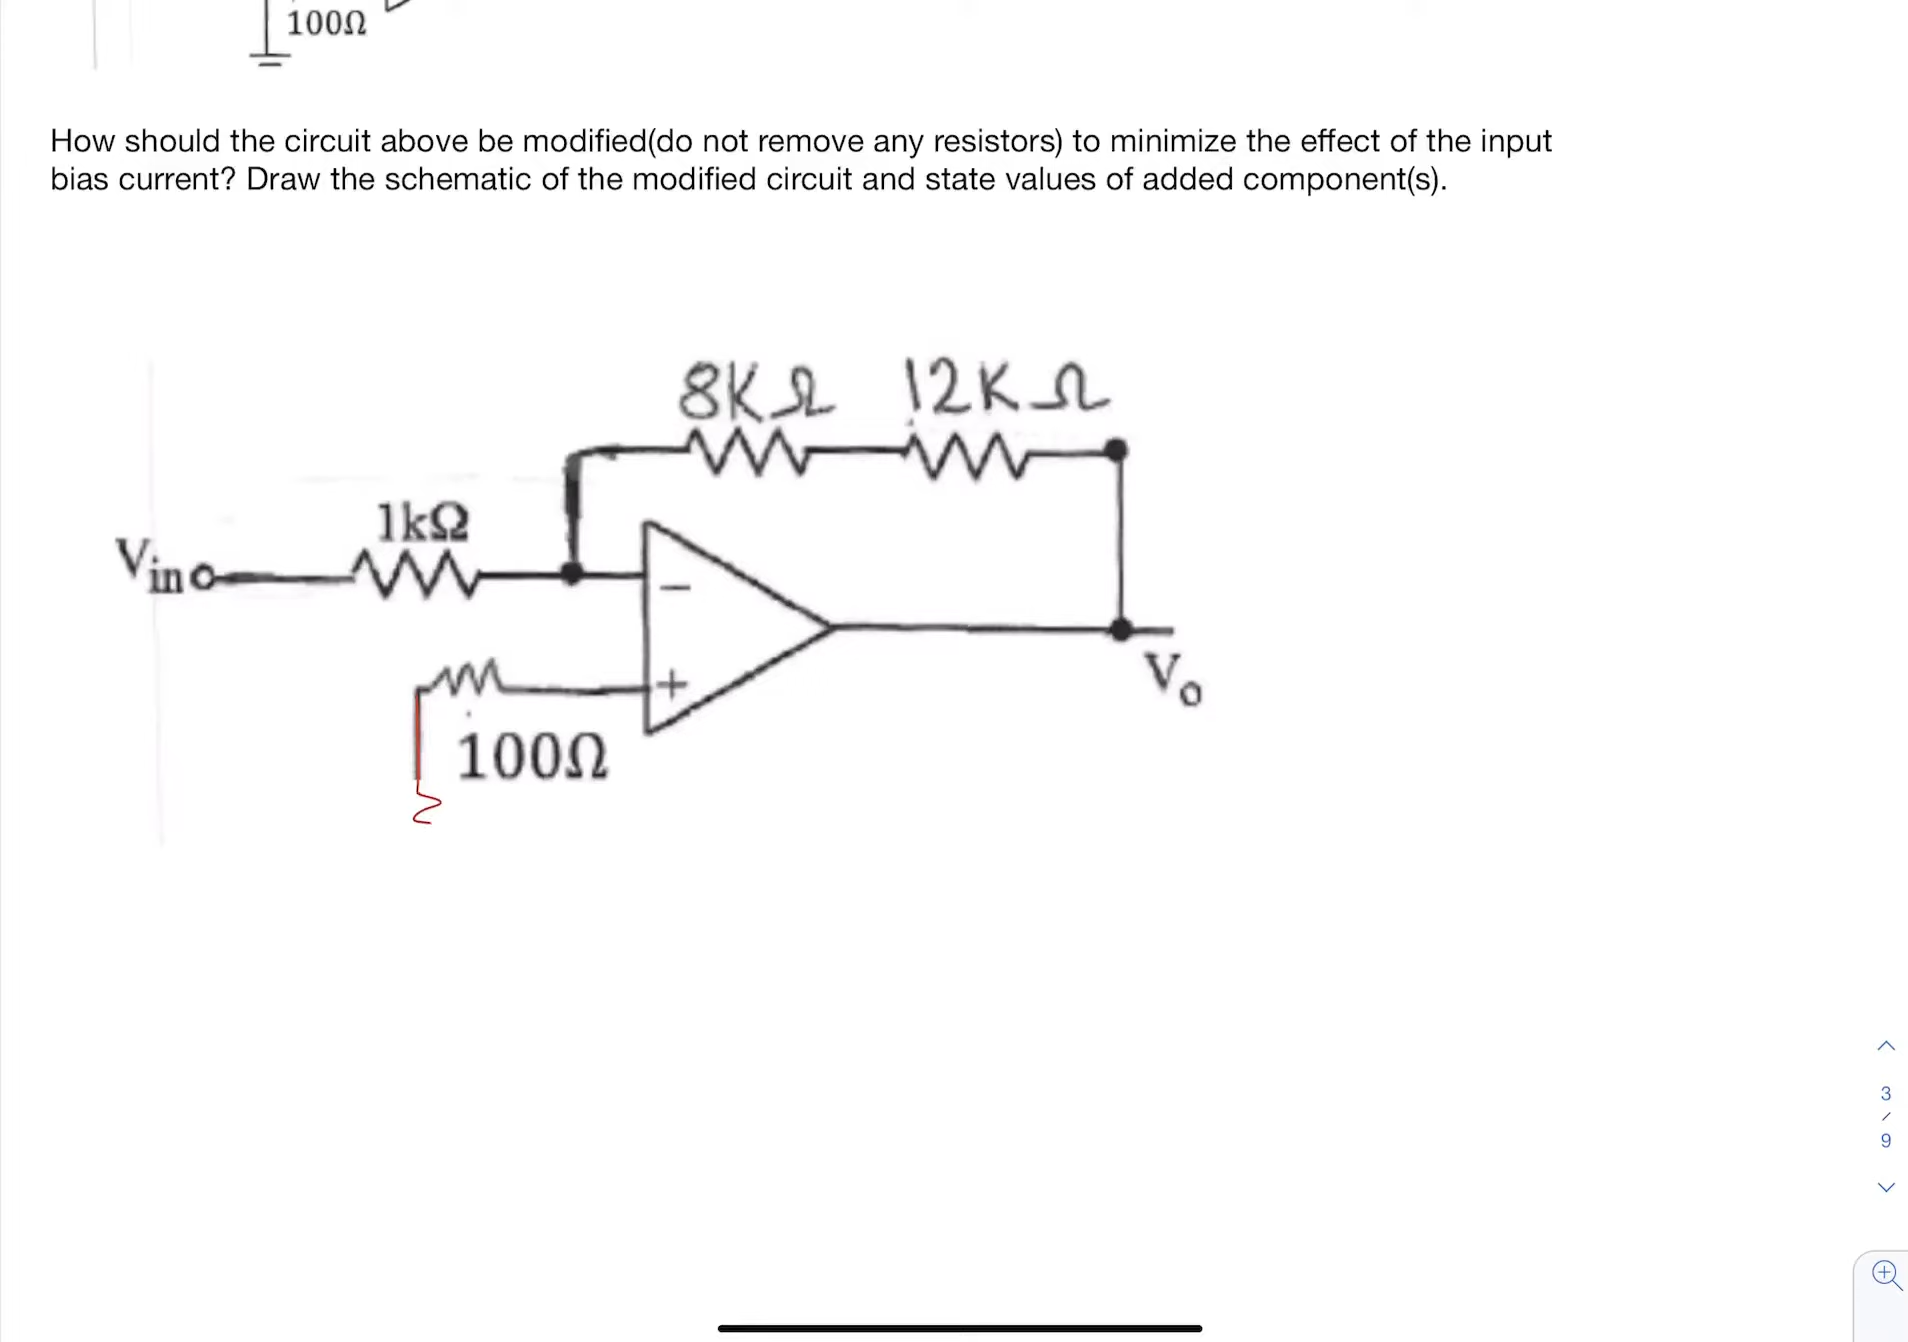 100Ω
How should the circuit above be modified(do not remove any resistors) to minimize the effect of the input
bias current? Draw the schematic of the modified circuit and state values of added component(s).
8KΩ 12KΩ
1kΩ
Vin
−
+
Vo
100Ω
3
/
9